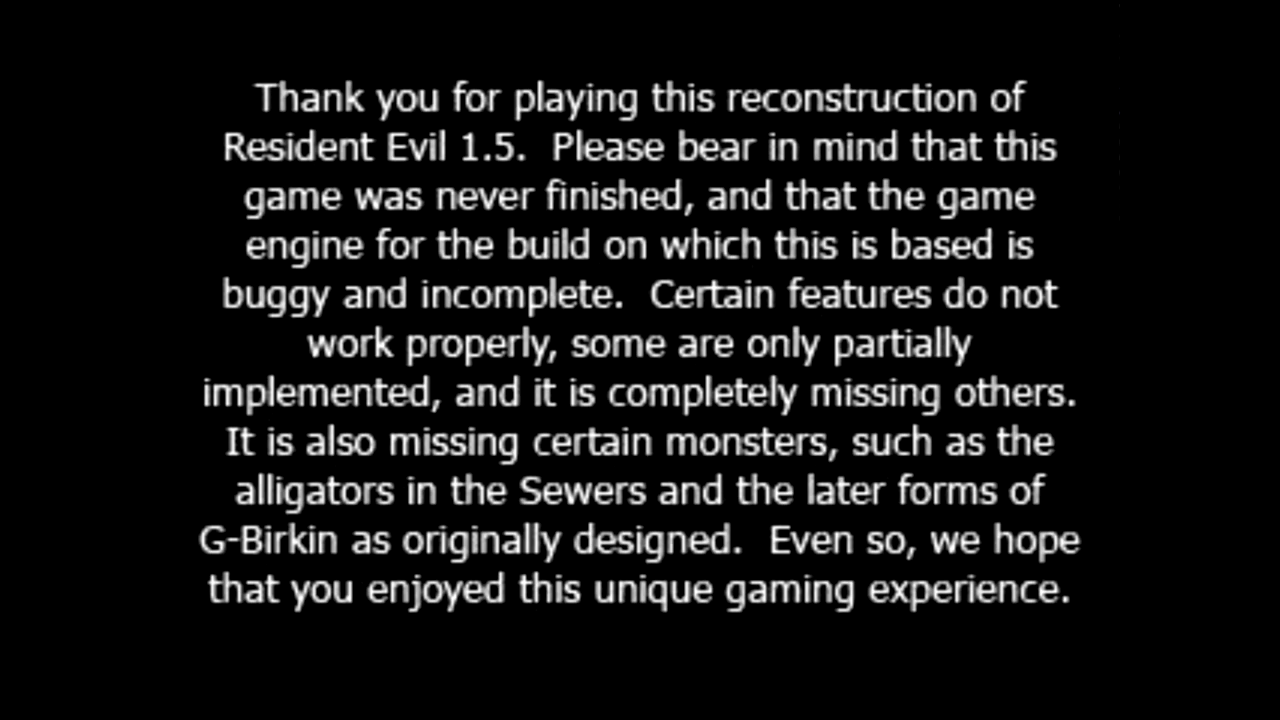 Thank you for playing this reconstruction of
Resident Evil 1.5.  Please bear in mind that this
game was never finished, and that the game
engine for the build on which this is based is
buggy and incomplete.  Certain features do not
work properly, some are only partially
implemented, and it is completely missing others.
It is also missing certain monsters, such as the
alligators in the Sewers and the later forms of
G-Birkin as originally designed.  Even so, we hope
that you enjoyed this unique gaming experience.